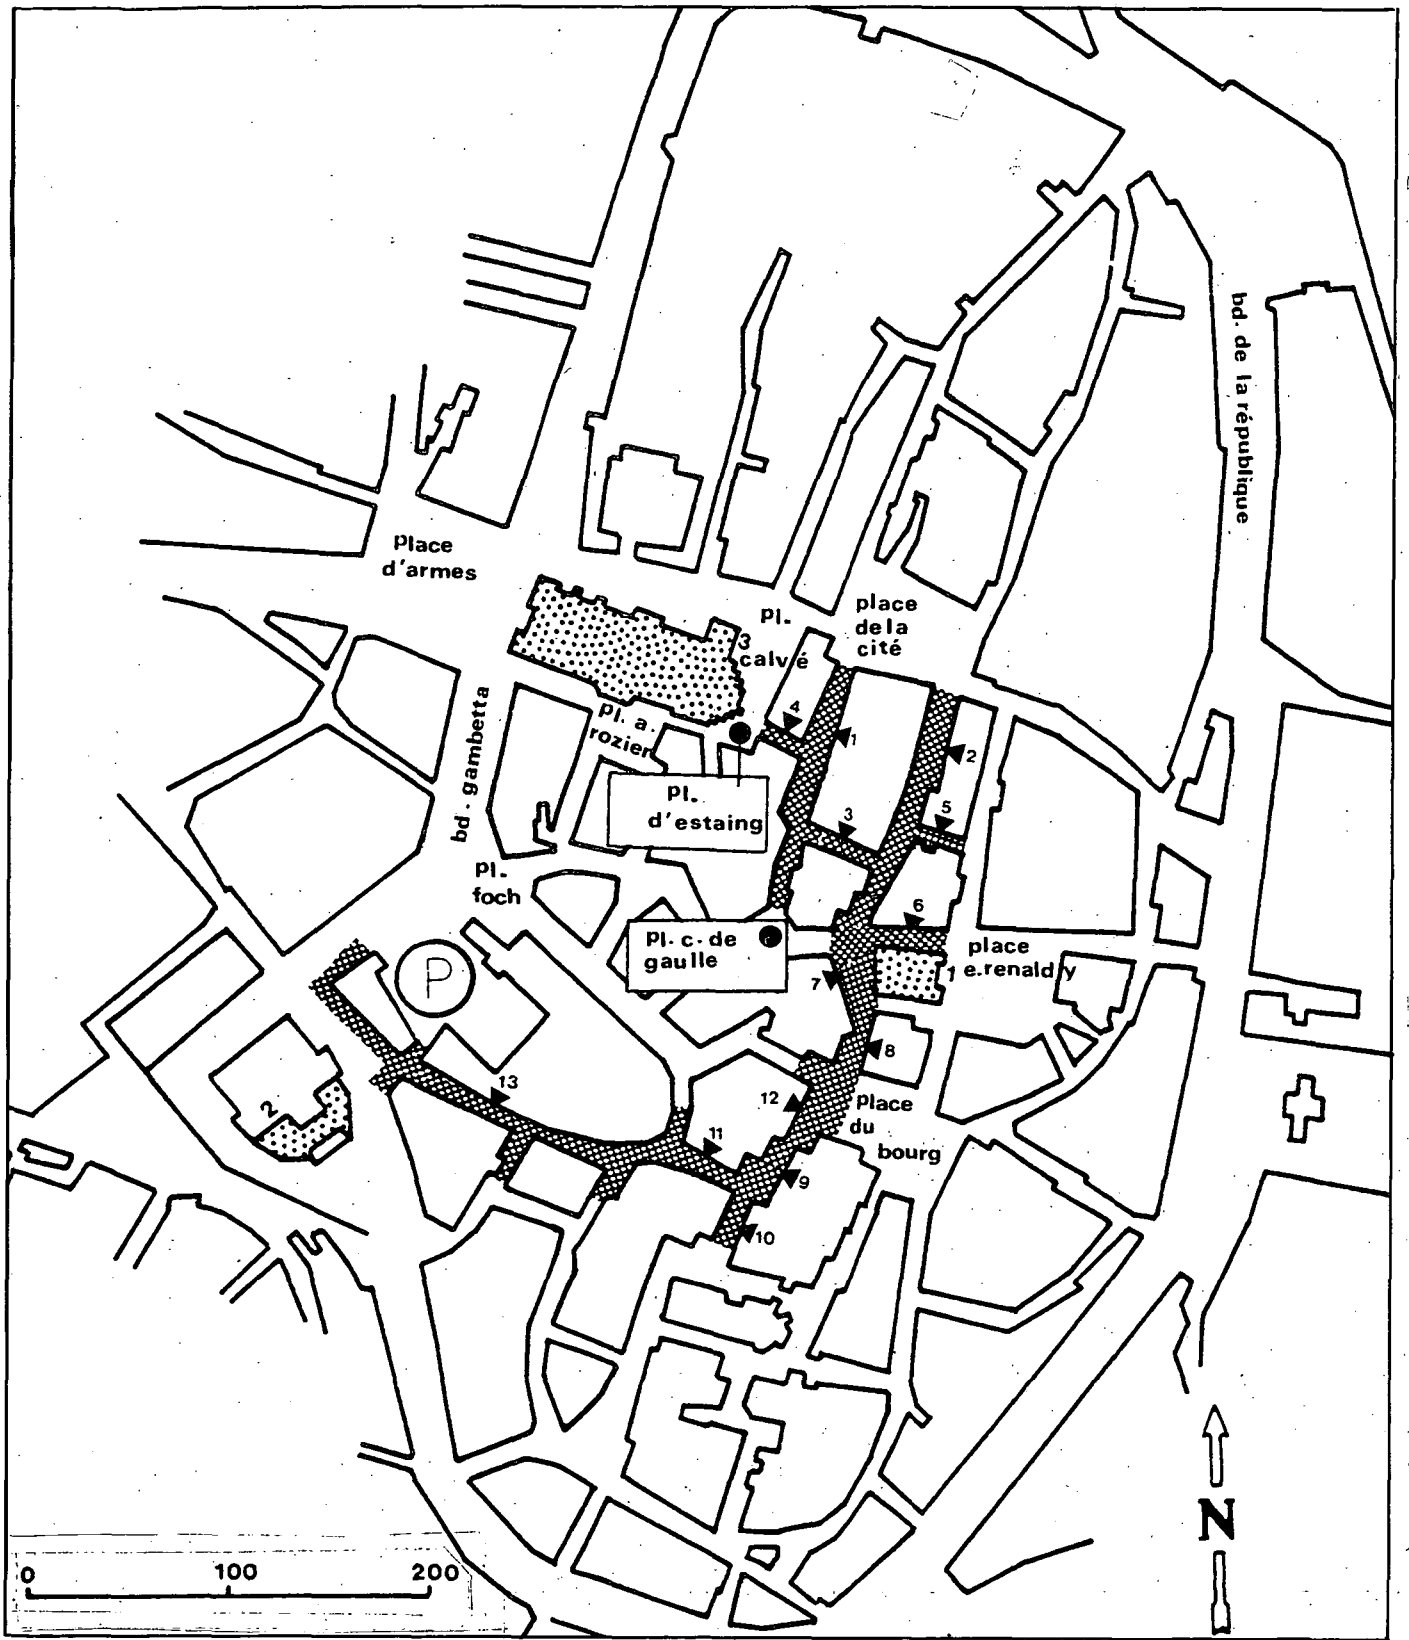 bd. de la république
place
d'armes
place
de la
cité
pl.
calvé
3
pl. a.
rozier
4
1
2
bd. gambetta
pl.
d'estaing
3
5
pl.
foch
6
pl. c. de
gaulle
place
e. renaldy
1
7
P
8
13
12
place
du
bourg
2
11
9
10
N
0 100 200